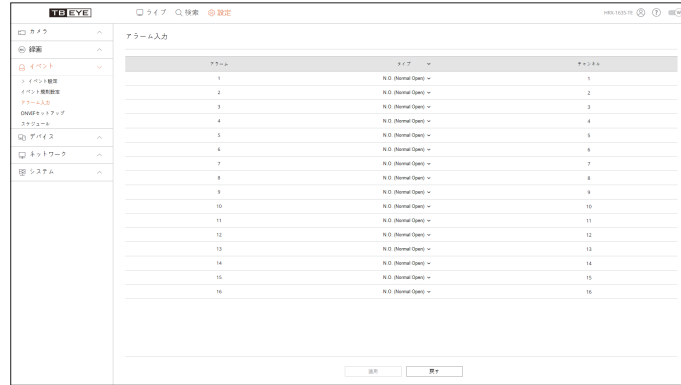 TB EYE
ライブ 検索 設定
HRX-1635-TE
カメラ
録画
イベント
イベント設定
イベント規則設定
アラーム入力
ONVIFセットアップ
スケジュール
デバイス
ネットワーク
システム
アラーム入力
アラーム タイプ チャンネル
1 N.O. (Normal Open) 1
2 N.O. (Normal Open) 2
3 N.O. (Normal Open) 3
4 N.O. (Normal Open) 4
5 N.O. (Normal Open) 5
6 N.O. (Normal Open) 6
7 N.O. (Normal Open) 7
8 N.O. (Normal Open) 8
9 N.O. (Normal Open) 9
10 N.O. (Normal Open) 10
11 N.O. (Normal Open) 11
12 N.O. (Normal Open) 12
13 N.O. (Normal Open) 13
14 N.O. (Normal Open) 14
15 N.O. (Normal Open) 15
16 N.O. (Normal Open) 16
適用 戻す